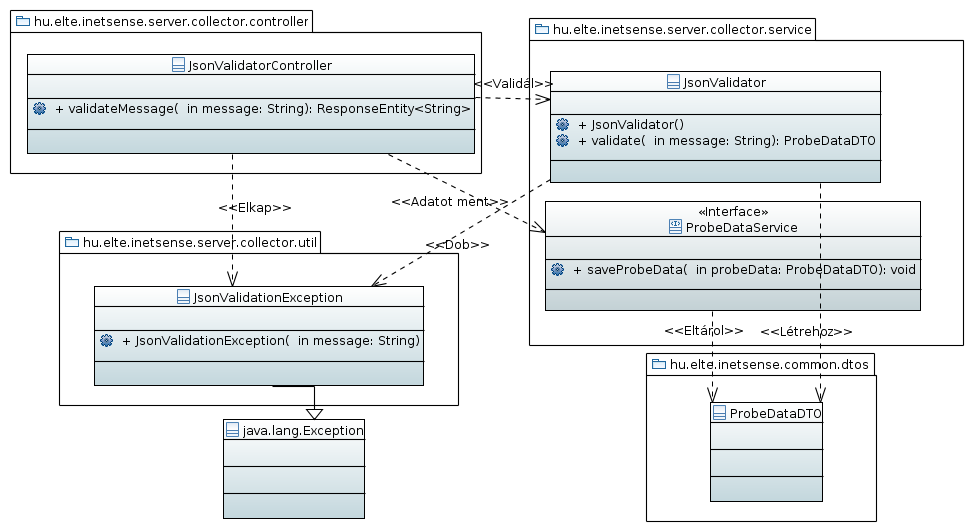 hu.elte.inetsense.server.collector.controller
JsonValidatorController
+ validateMessage(  in message: String): ResponseEntity<String>
<<Validál>>
hu.elte.inetsense.server.collector.service
JsonValidator
+ JsonValidator()
+ validate(  in message: String): ProbeDataDTO
<<Elkap>>
<<Adatot ment>>
<<Dob>>
«Interface»
ProbeDataService
+ saveProbeData(  in probeData: ProbeDataDTO): void
hu.elte.inetsense.server.collector.util
JsonValidationException
+ JsonValidationException(  in message: String)
<<Eltárol>>
<<Létrehoz>>
hu.elte.inetsense.common.dtos
ProbeDataDTO
java.lang.Exception